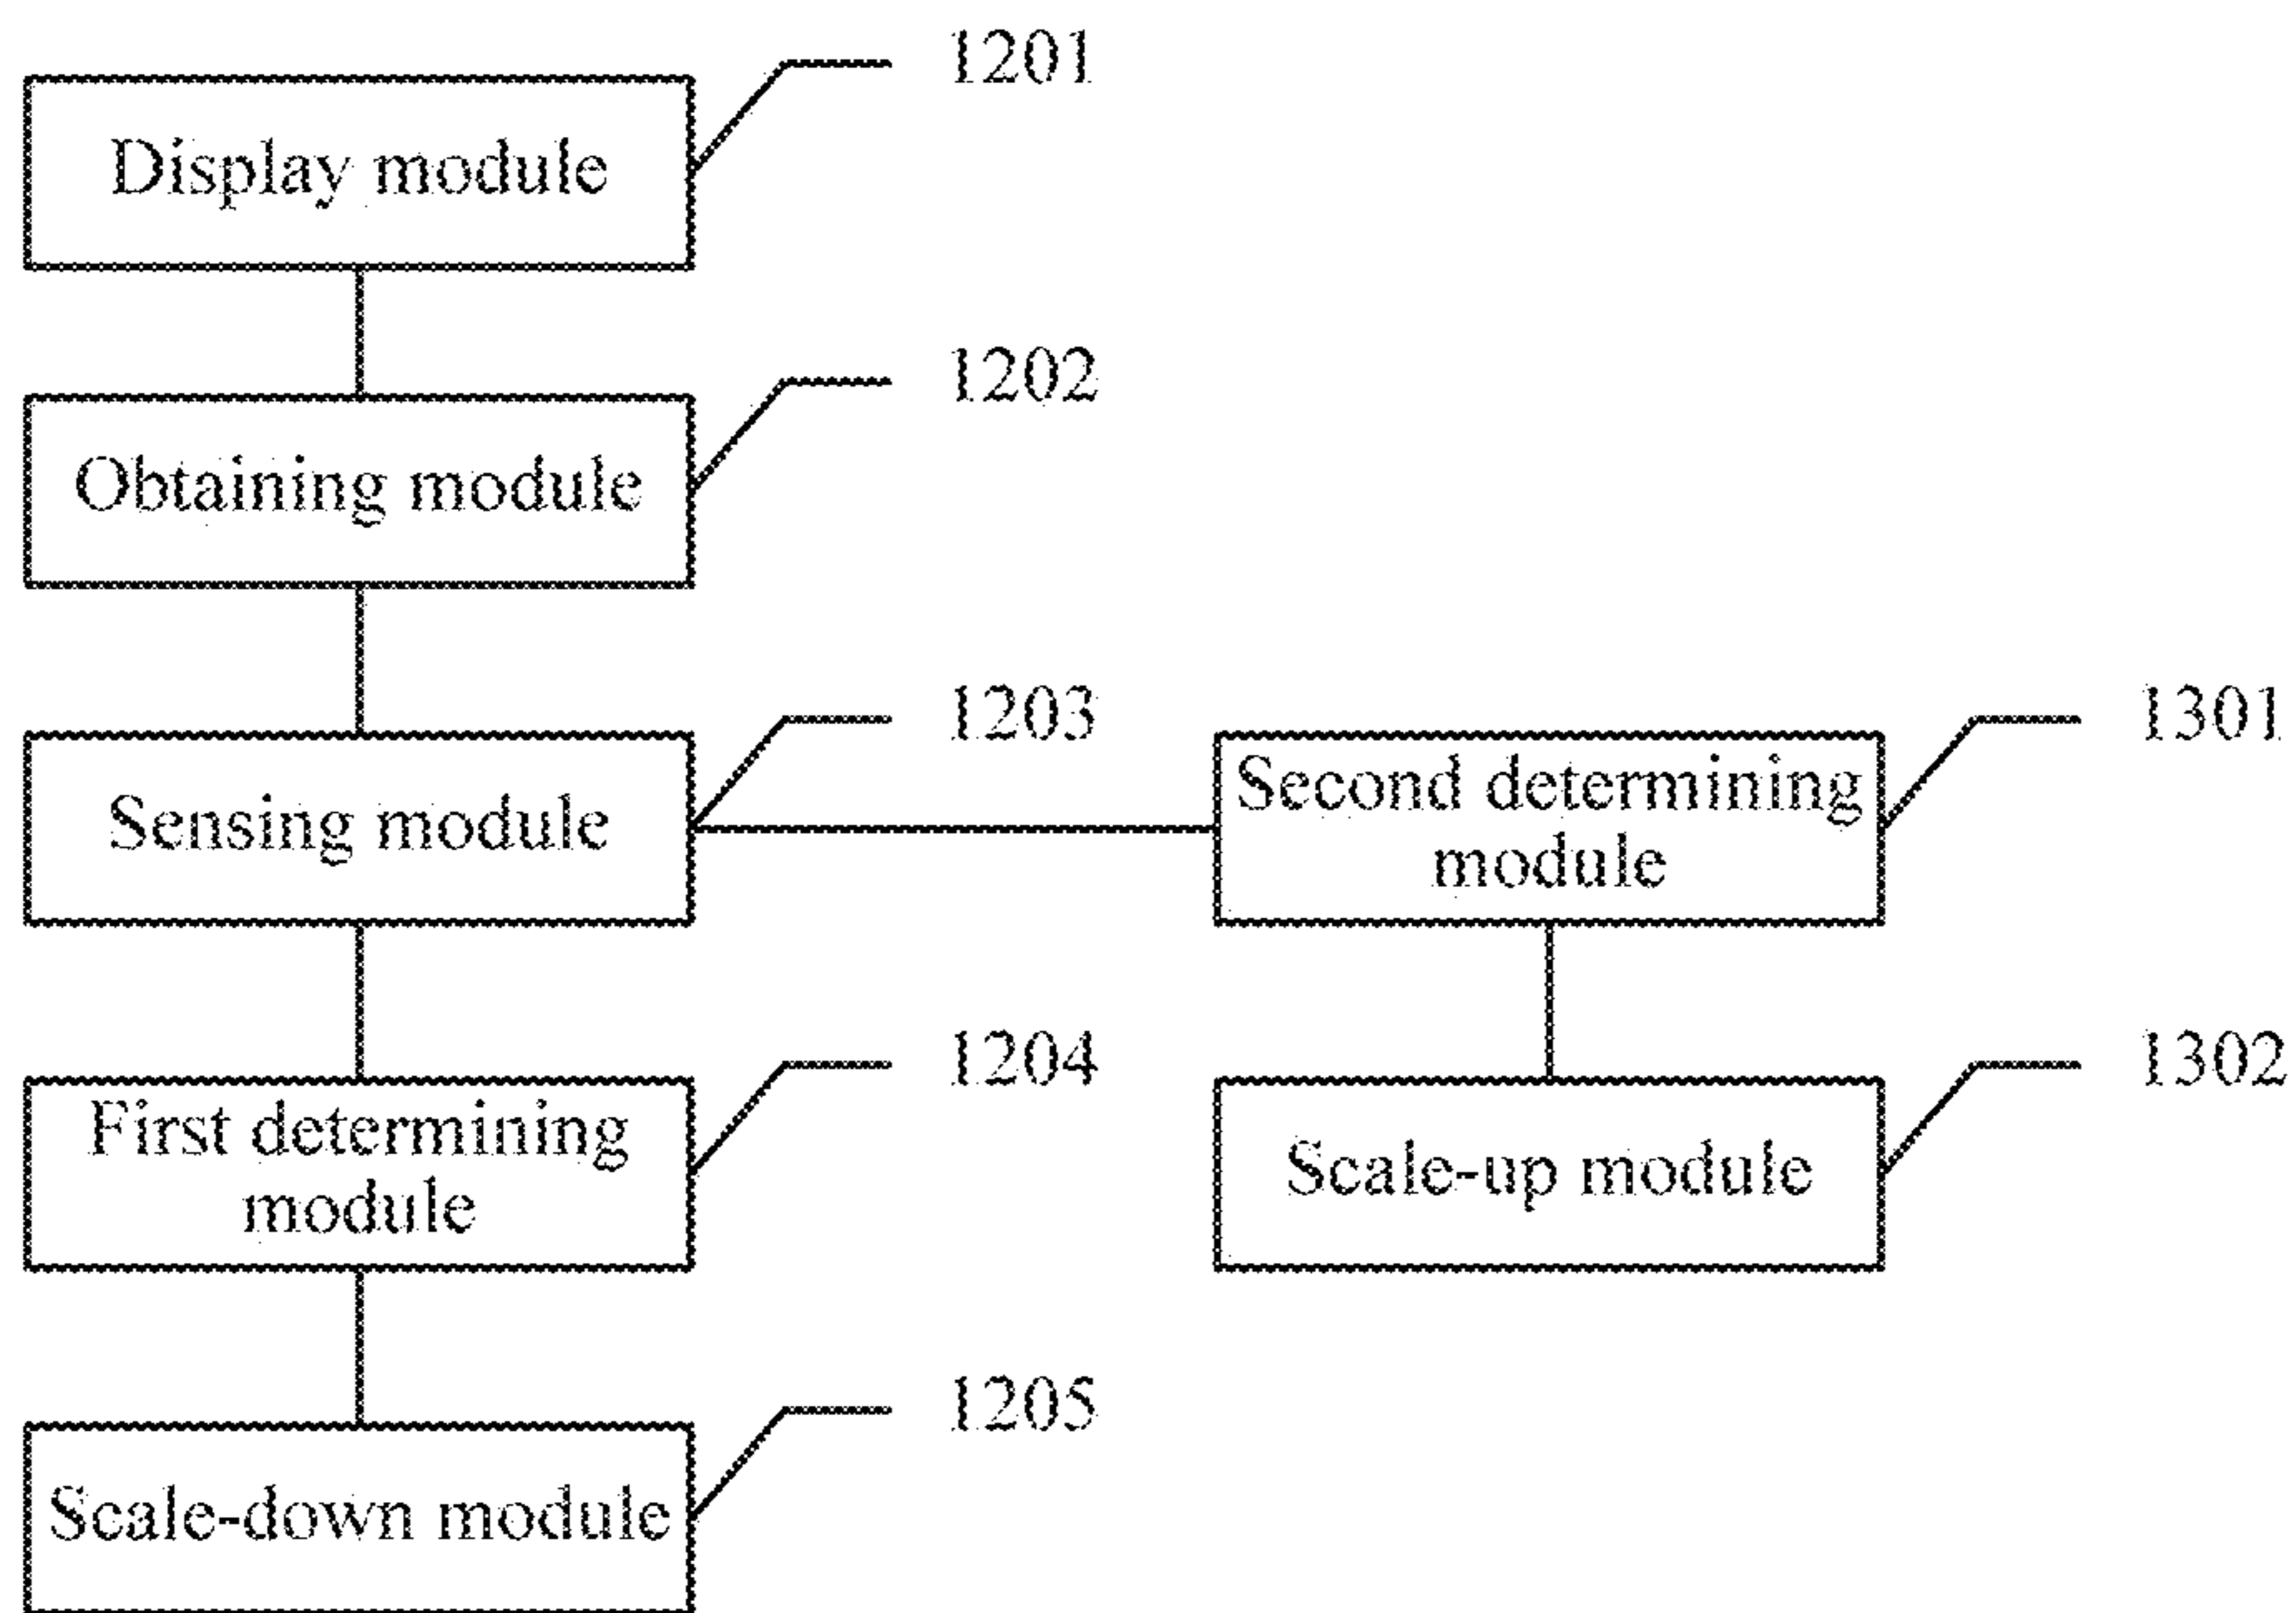 1201
Display module
1202
Obtaining module
1203
Sensing module
1301
Second determining
module
1204
First determining
module
1302
Scale-up module
1205
Scale-down module